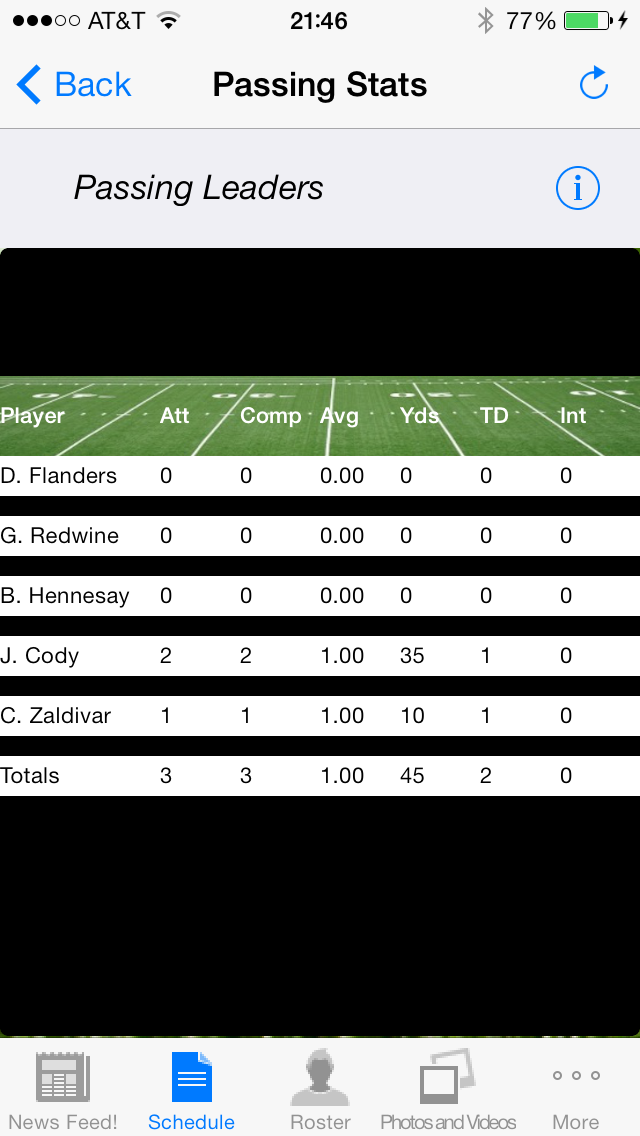 AT&T 21:46 77%
Back Passing Stats
Passing Leaders i
Player Att Comp Avg Yds TD Int
D. Flanders 0 0 0.00 0 0 0
G. Redwine 0 0 0.00 0 0 0
B. Hennesay 0 0 0.00 0 0 0
J. Cody 2 2 1.00 35 1 0
C. Zaldivar 1 1 1.00 10 1 0
Totals 3 3 1.00 45 2 0
News Feed! Schedule Roster Photos and Videos More